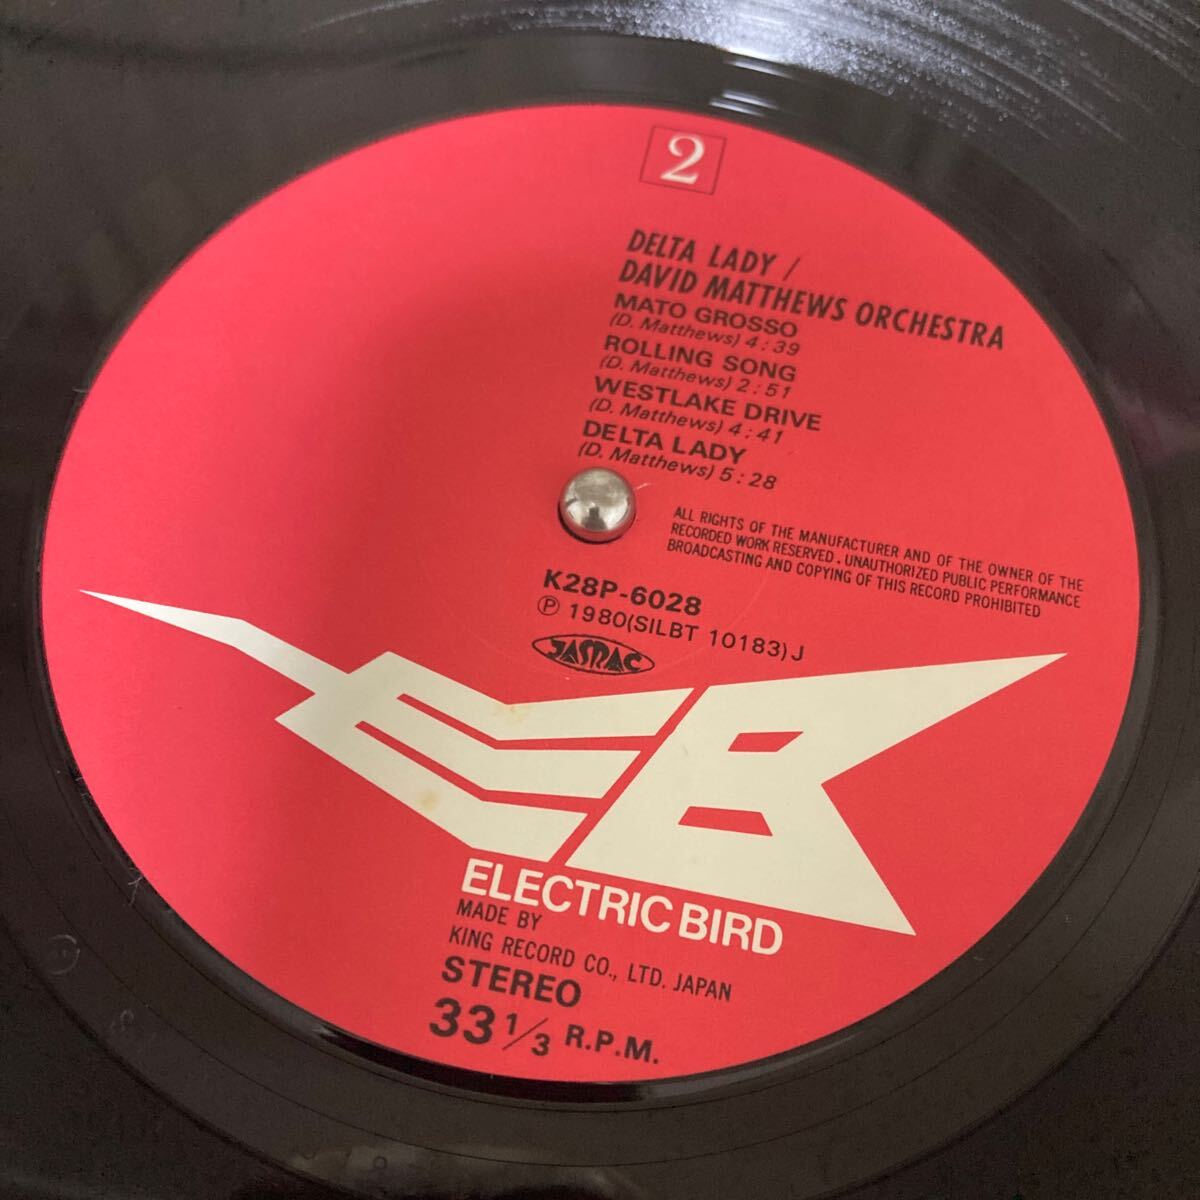 2
DELTA LADY /
DAVID MATTHEWS ORCHESTRA
MATO GROSSO
(D. Matthews) 4:39
ROLLING SONG
(D. Matthews) 2:51
WESTLAKE DRIVE
(D. Matthews) 4:41
DELTA LADY
(D. Matthews) 5:28
ALL RIGHTS OF THE MANUFACTURER AND OF THE OWNER OF THE
RECORDED WORK RESERVED. UNAUTHORIZED PUBLIC PERFORMANCE
BROADCASTING AND COPYING OF THIS RECORD PROHIBITED
K28P-6028
℗ 1980(SILBT 10183)J
JASRAC
EB
ELECTRIC BIRD
MADE BY
KING RECORD CO., LTD. JAPAN
STEREO
33 1/3 R.P.M.